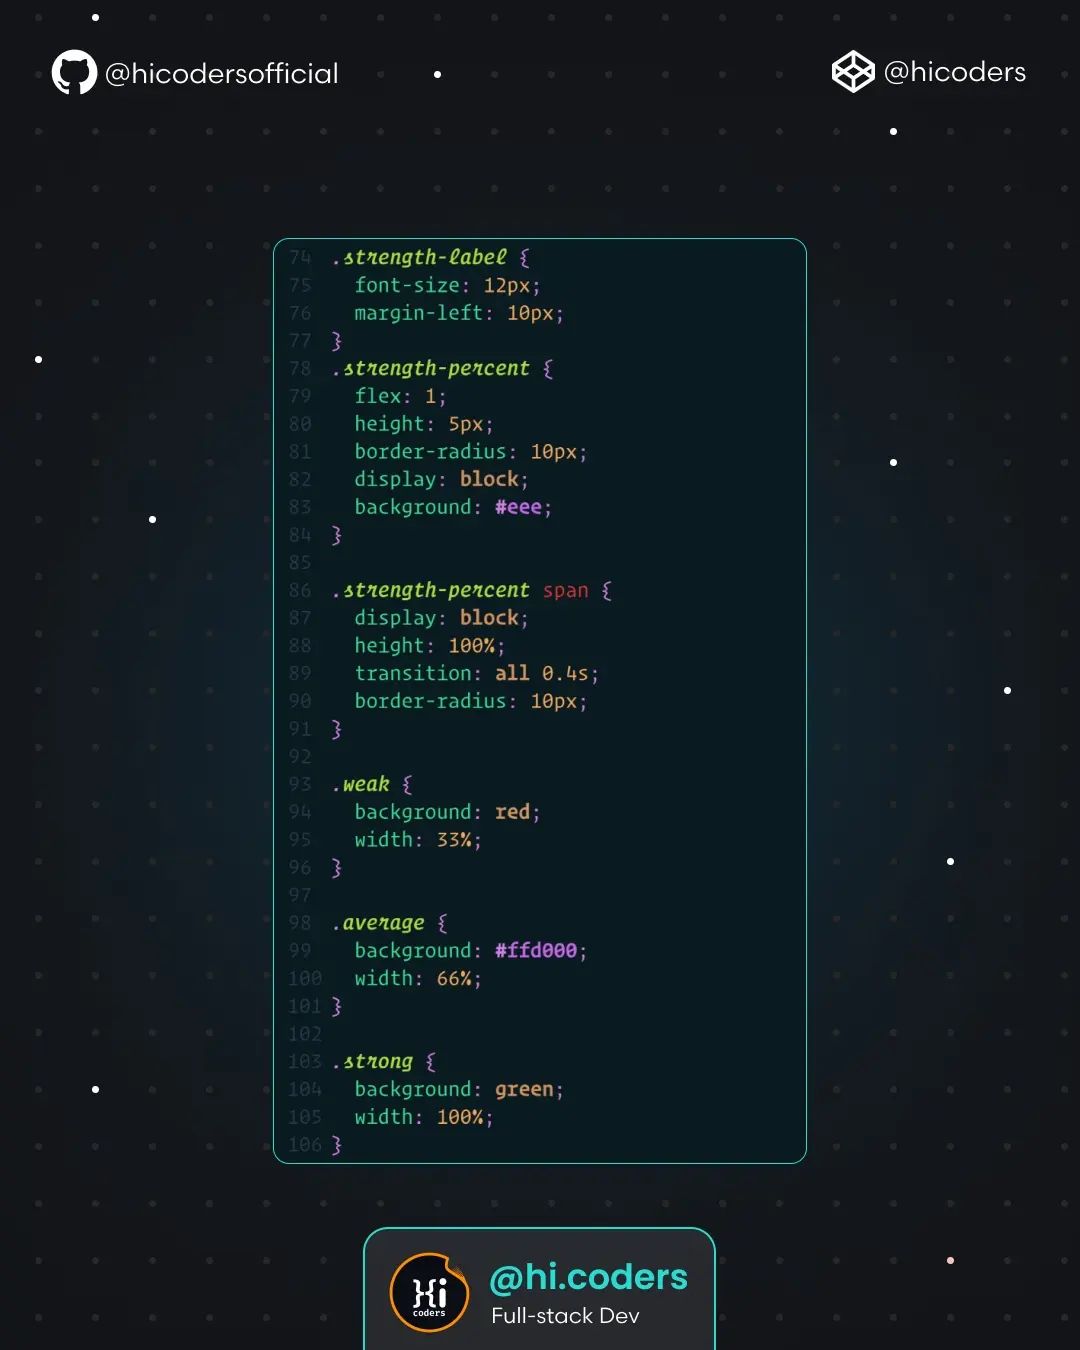 @hicodersofficial
@hicoders
74 .strength-label {
75   font-size: 12px;
76   margin-left: 10px;
77 }
78 .strength-percent {
79   flex: 1;
80   height: 5px;
81   border-radius: 10px;
82   display: block;
83   background: #eee;
84 }
85
86 .strength-percent span {
87   display: block;
88   height: 100%;
89   transition: all 0.4s;
90   border-radius: 10px;
91 }
92
93 .weak {
94   background: red;
95   width: 33%;
96 }
97
98 .average {
99   background: #ffd000;
100   width: 66%;
101 }
102
103 .strong {
104   background: green;
105   width: 100%;
106 }
Hi
coders
@hi.coders
Full-stack Dev